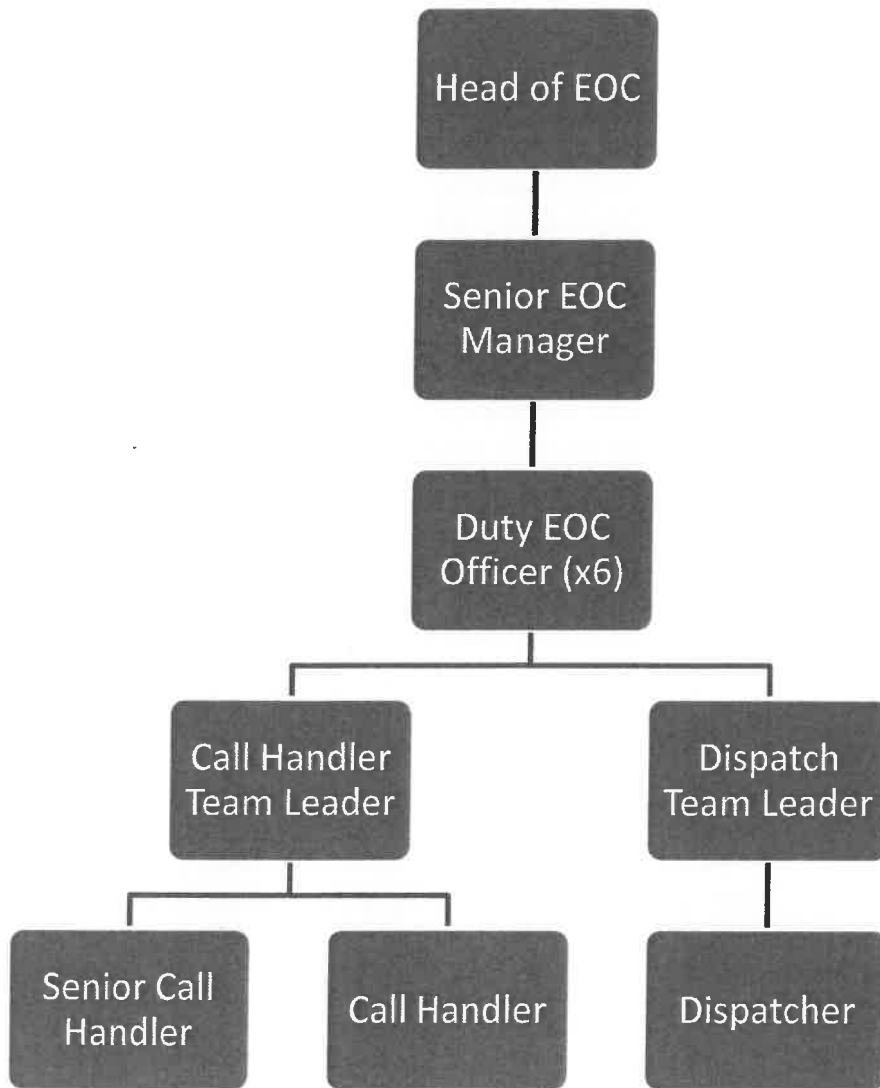 Head of EOC
Senior EOC
Manager
Duty EOC
Officer (x6)
Call Handler
Team Leader
Dispatch
Team Leader
Senior Call
Handler
Call Handler
Dispatcher